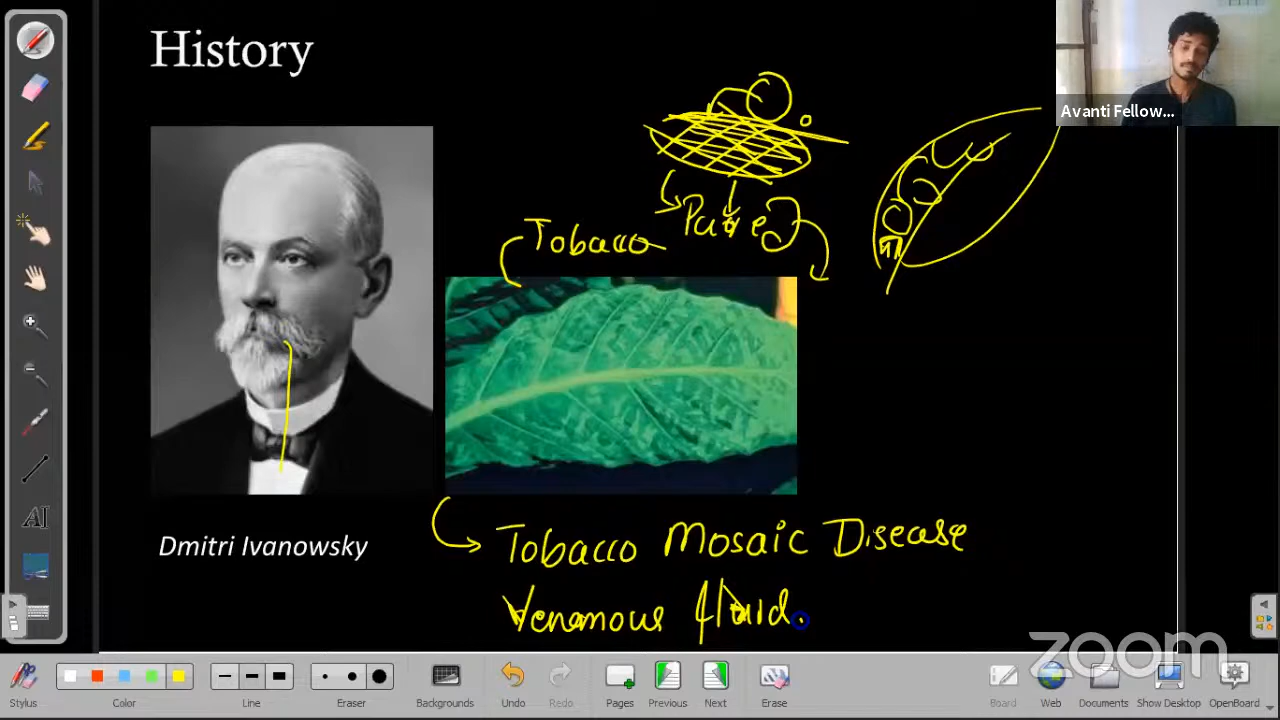 History
Avanti Fellow...
Tobacco
Dmitri Ivanowsky
Tobacco Mosaic Disease
Venomous fluid
zoom
Stylus
Color
Line
Eraser
Backgrounds
Undo
Redo
Pages
Previous
Next
Erase
Board
Web
Documents
Show Desktop
OpenBoard